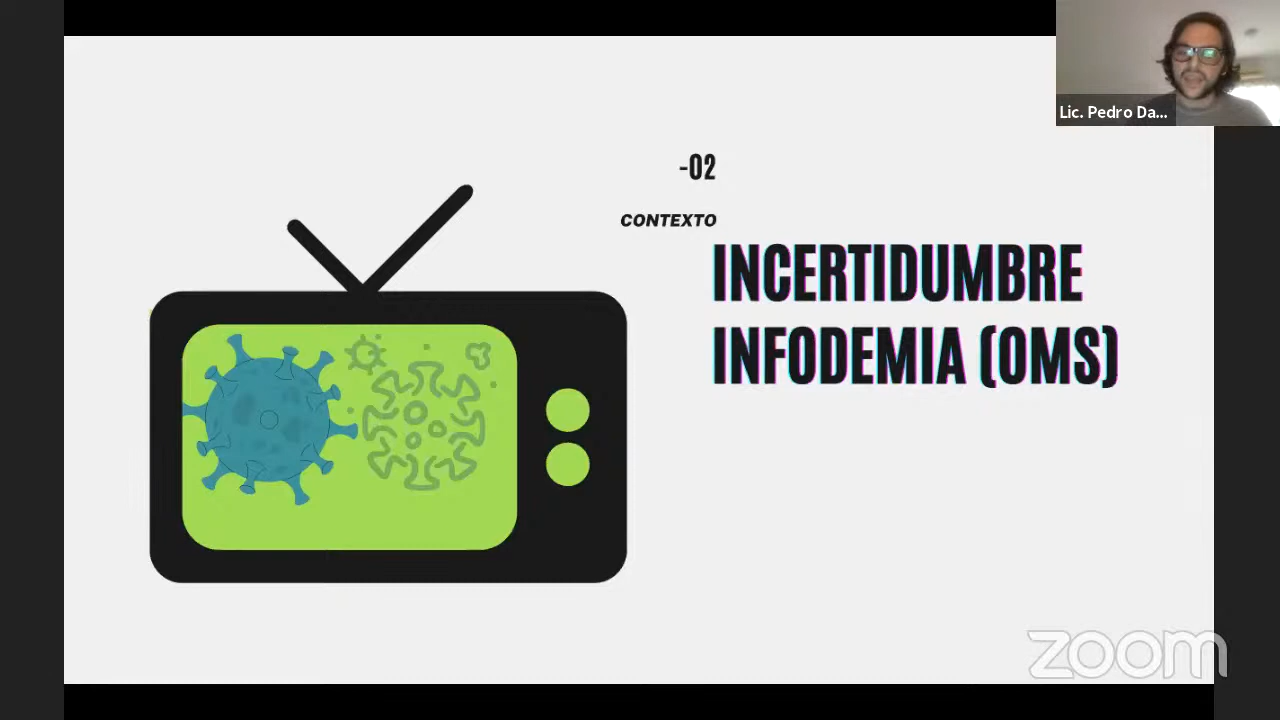 Lic. Pedro Da...
-02
CONTEXTO
INCERTIDUMBRE
INFODEMIA (OMS)
zoom